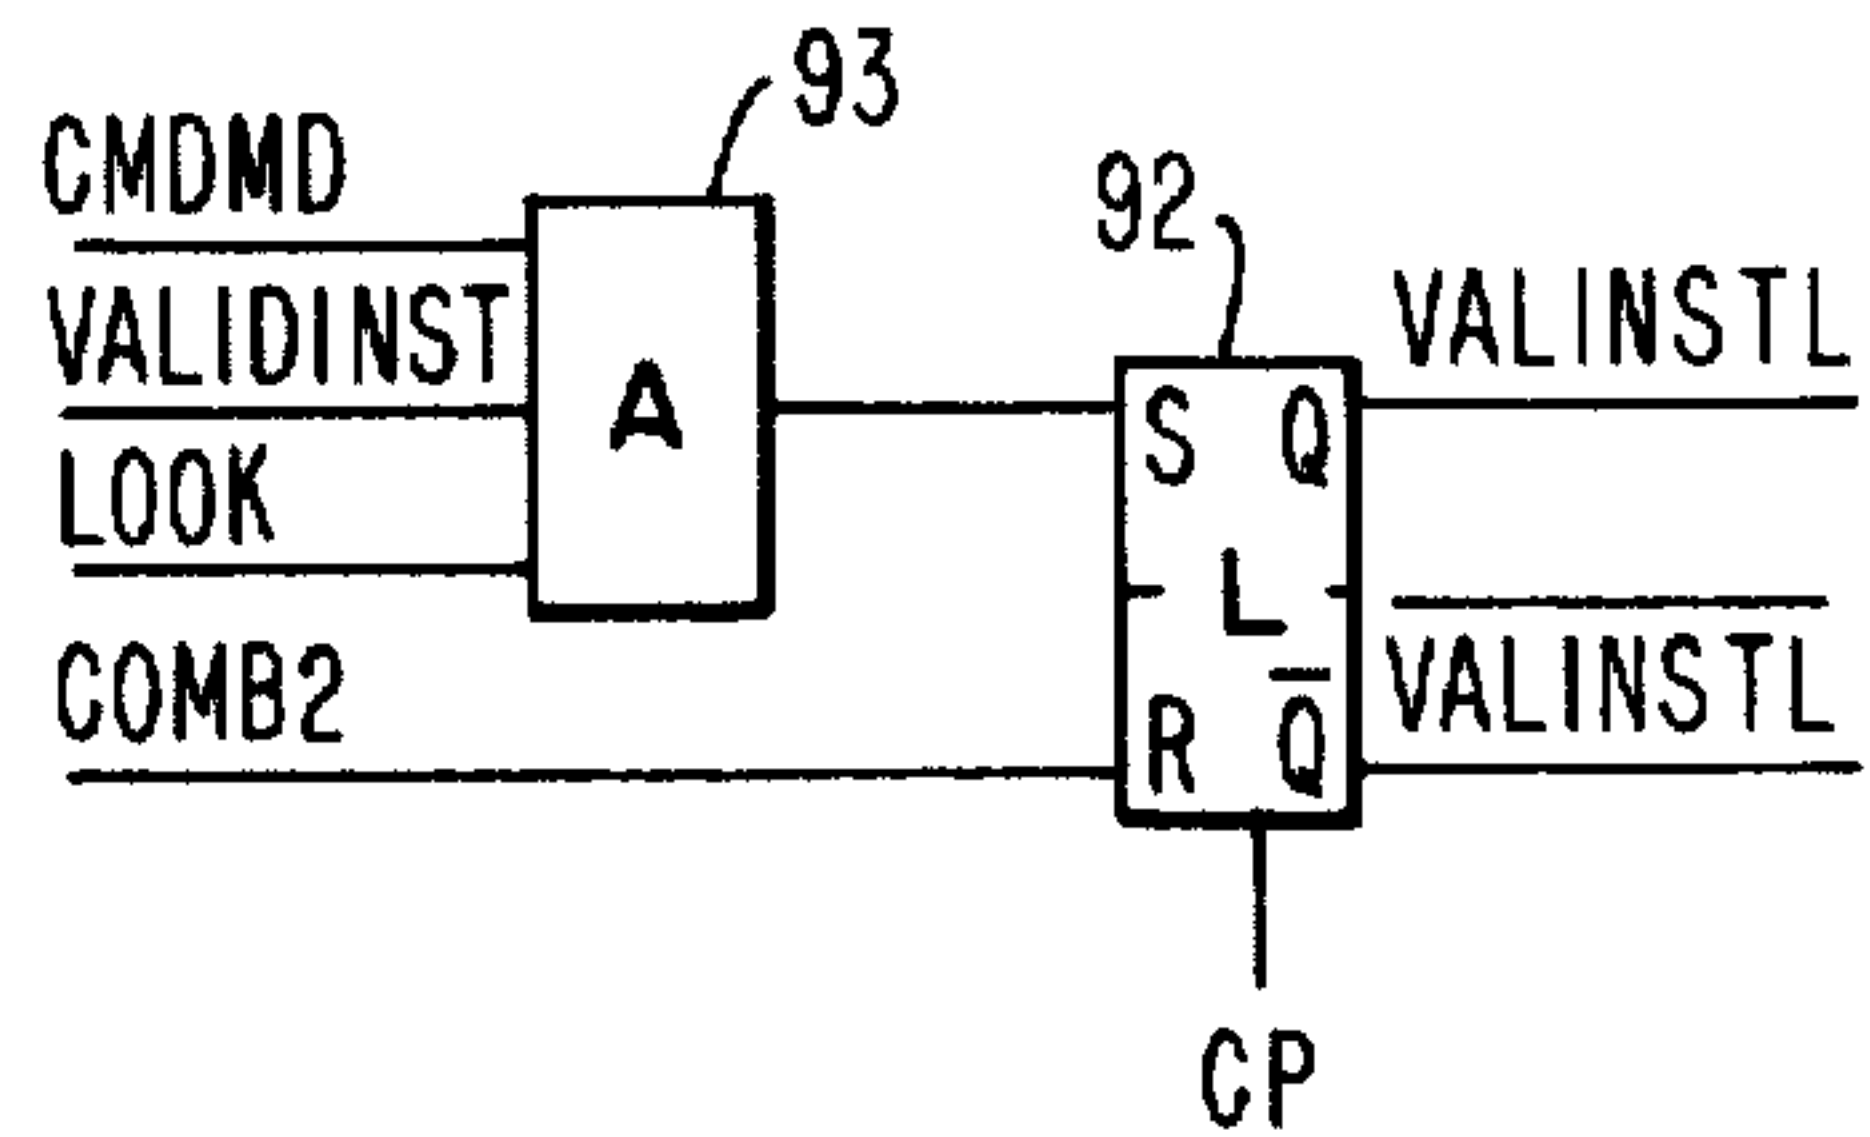 93
CMDMD
92
VALIDINST
A
VALINSTL
S Q
LOOK
L
COMB2
VALINSTL
R Q̅
CP